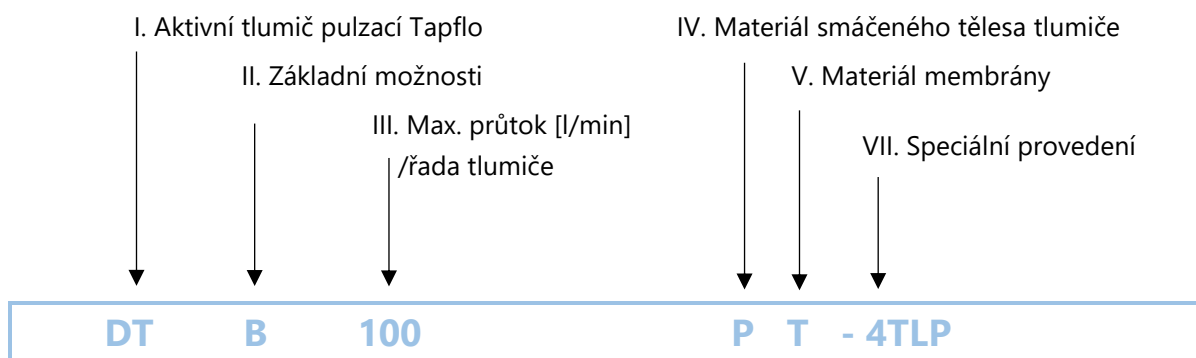 I. Aktivní tlumič pulzací Tapflo
IV. Materiál smáčeného tělesa tlumiče
II. Základní možnosti
V. Materiál membrány
III. Max. průtok [l/min]
/řada tlumiče
VII. Speciální provedení
DT B 100 P T - 4TLP